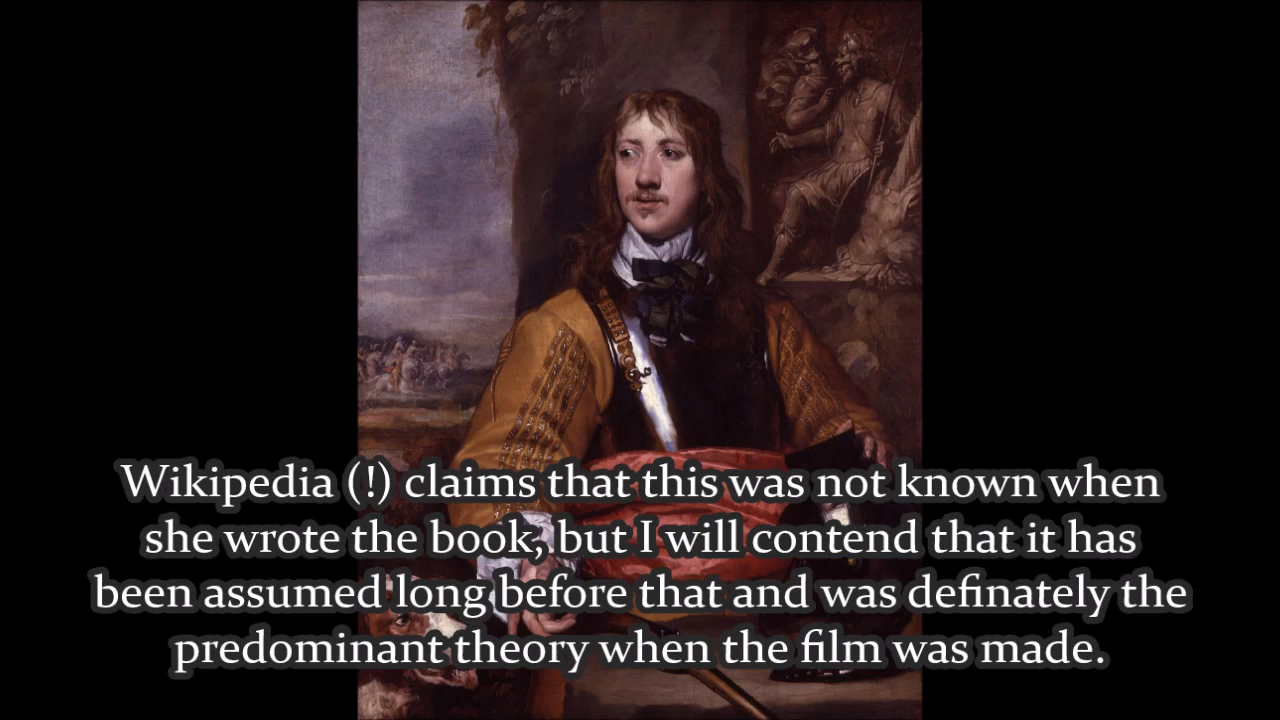 Wikipedia (!) claims that this was not known when
she wrote the book, but I will contend that it has
been assumed long before that and was definately the
predominant theory when the film was made.